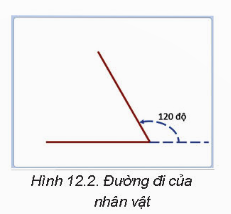 120 độ
Hình 12.2. Đường đi của
nhân vật